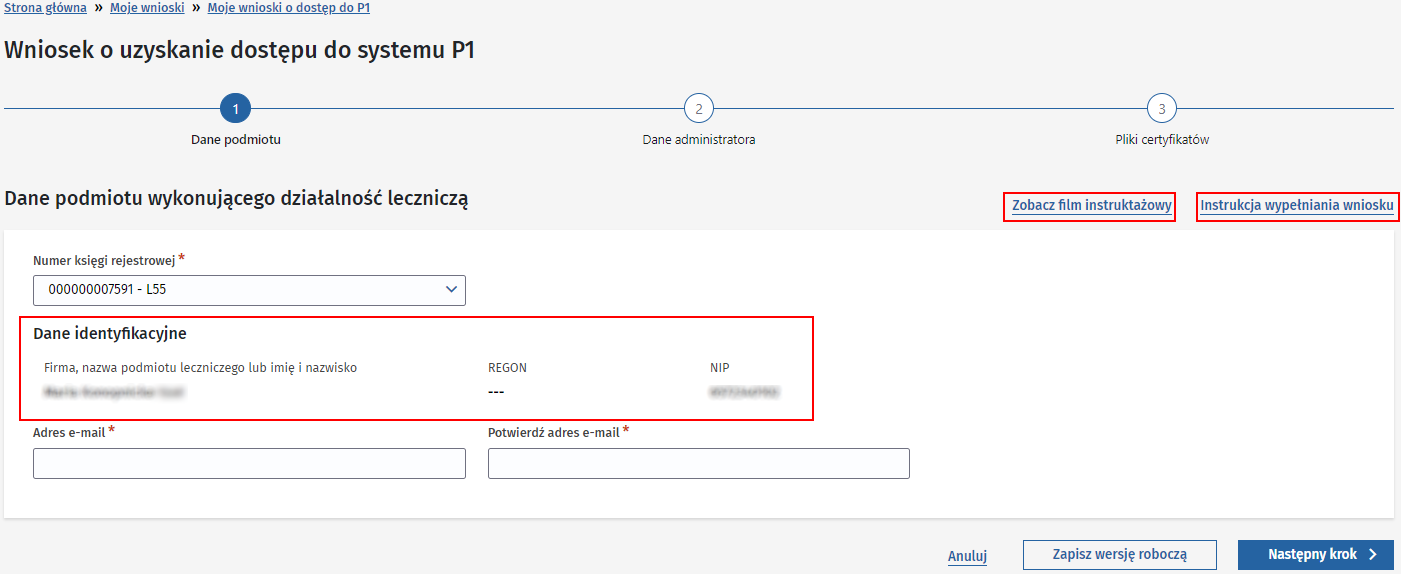 Strona główna » Moje wnioski » Moje wnioski o dostęp do P1
Wniosek o uzyskanie dostępu do systemu P1
1 2 3
Dane podmiotu Dane administratora Pliki certyfikatów
Dane podmiotu wykonującego działalność leczniczą
Zobacz film instruktażowy Instrukcja wypełniania wniosku
Numer księgi rejestrowej *
000000007591 - L55
Dane identyfikacyjne
Firma, nazwa podmiotu leczniczego lub imię i nazwisko REGON NIP
---
Adres e-mail * Potwierdź adres e-mail *
Anuluj Zapisz wersję roboczą Następny krok